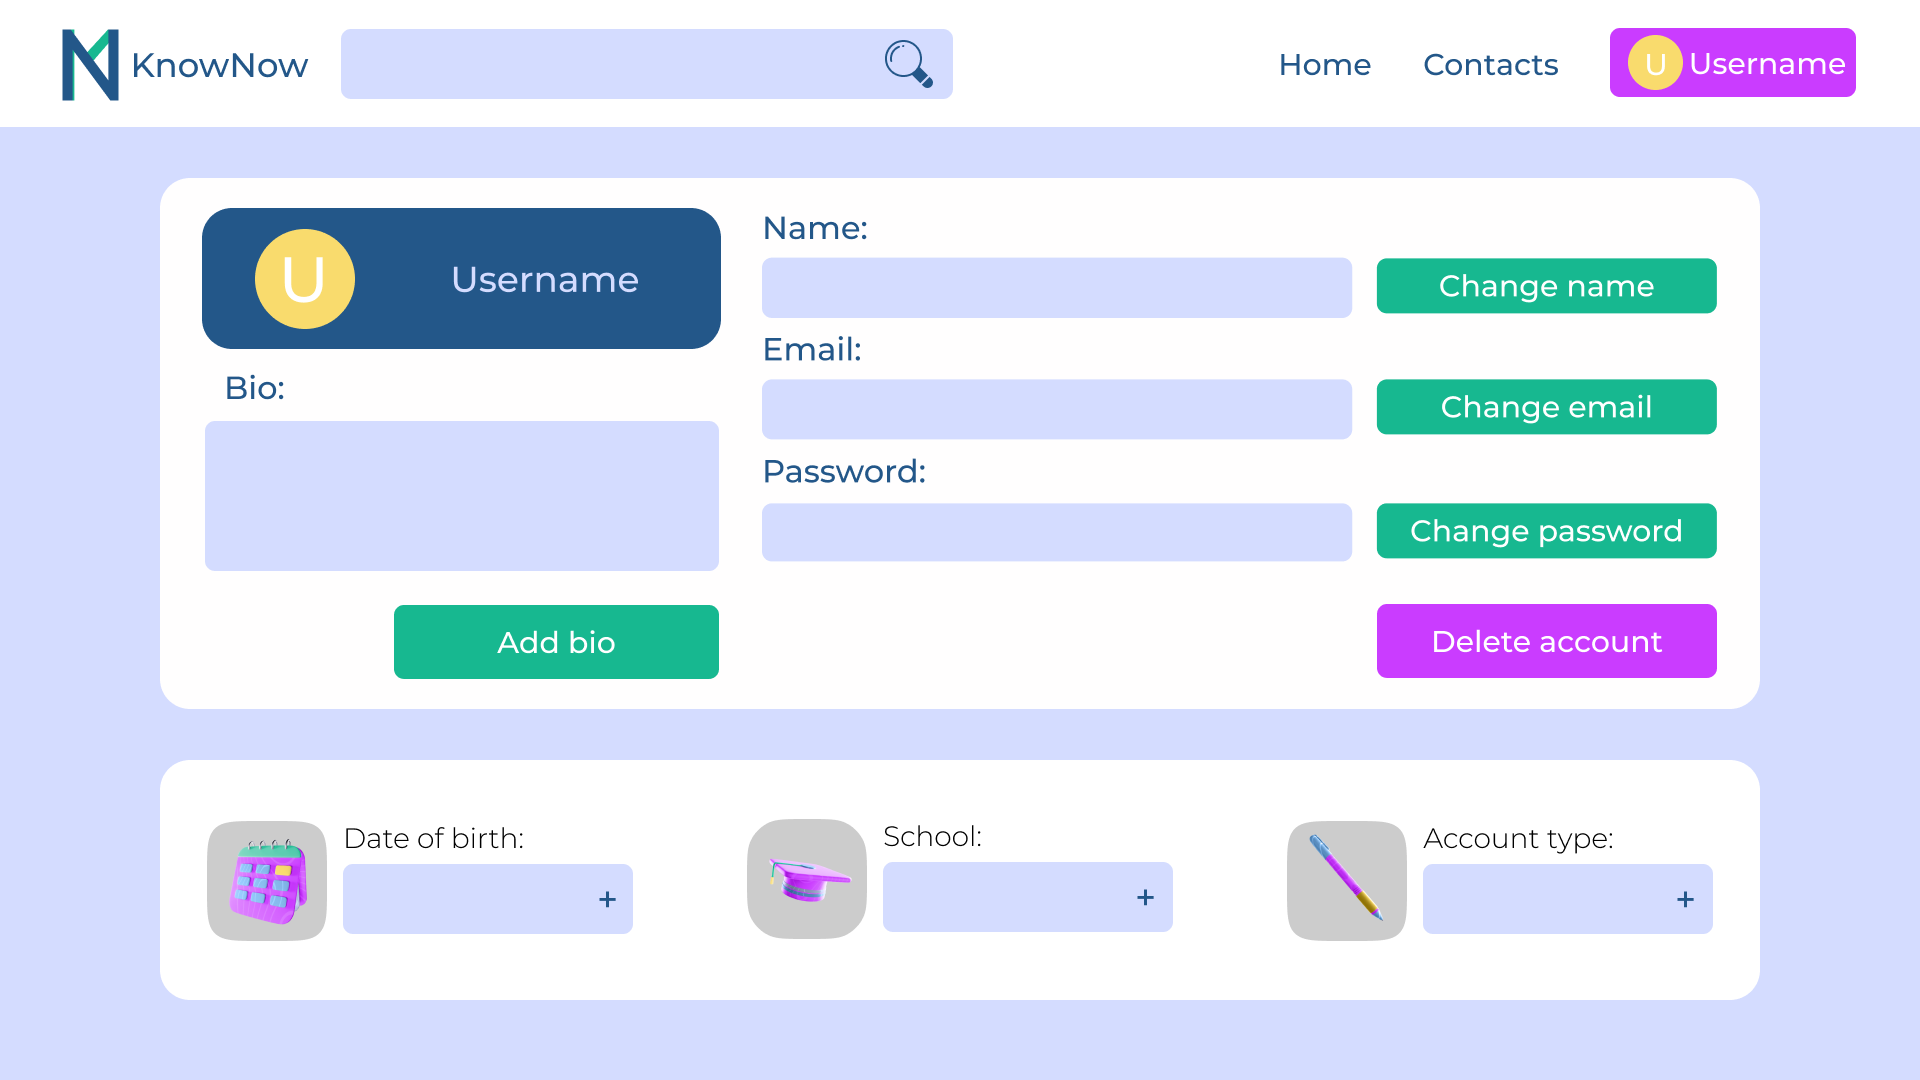 KnowNow
Home
Contacts
U Username
U Username
Bio:
Add bio
Name:
Change name
Email:
Change email
Password:
Change password
Delete account
Date of birth:
+
School:
+
Account type:
+